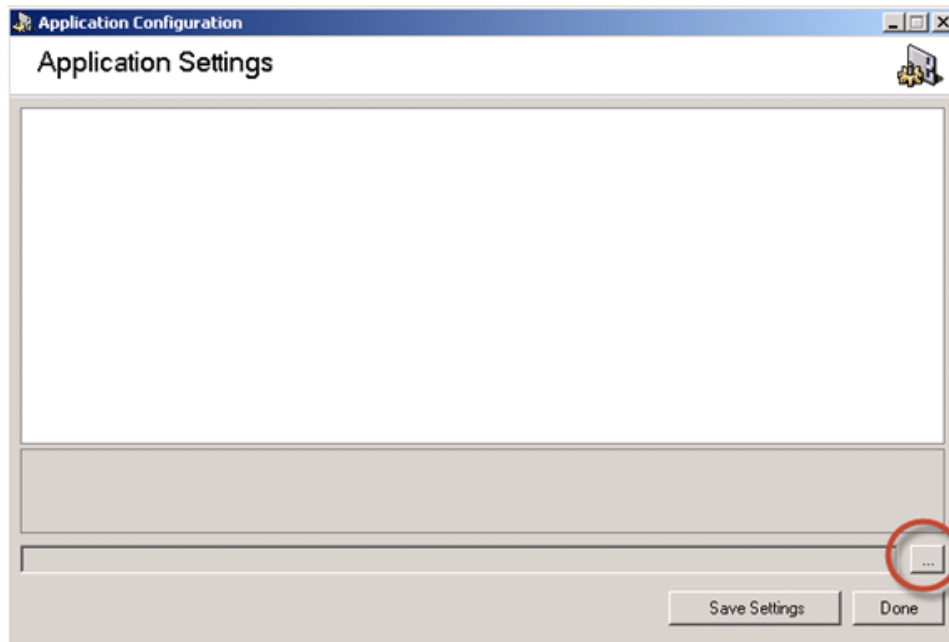 Application Configuration
Application Settings
...
Save Settings
Done